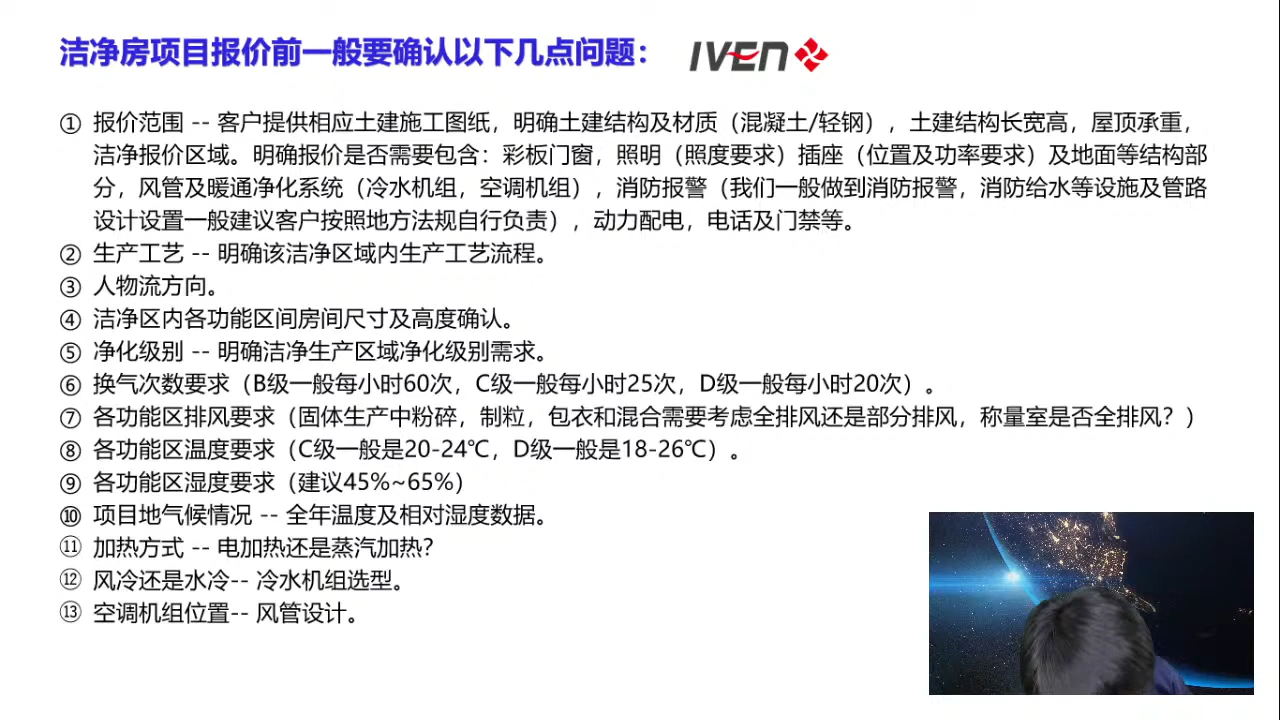 洁净房项目报价前一般要确认以下几点问题：
IVEN
① 报价范围 -- 客户提供相应土建施工图纸，明确土建结构及材质（混凝土/轻钢），土建结构长宽高，屋顶承重，
洁净报价区域。明确报价是否需要包含：彩板门窗，照明（照度要求）插座（位置及功率要求）及地面等结构部
分，风管及暖通净化系统（冷水机组，空调机组），消防报警（我们一般做到消防报警，消防给水等设施及管路
设计设置一般建议客户按照地方法规自行负责），动力配电，电话及门禁等。
② 生产工艺 -- 明确该洁净区域内生产工艺流程。
③ 人物流方向。
④ 洁净区内各功能区间房间尺寸及高度确认。
⑤ 净化级别 -- 明确洁净生产区域净化级别需求。
⑥ 换气次数要求（B级一般每小时60次，C级一般每小时25次，D级一般每小时20次）。
⑦ 各功能区排风要求（固体生产中粉碎，制粒，包衣和混合需要考虑全排风还是部分排风，称量室是否全排风？）
⑧ 各功能区温度要求（C级一般是20-24℃，D级一般是18-26℃）。
⑨ 各功能区湿度要求（建议45%~65%）
⑩ 项目地气候情况 -- 全年温度及相对湿度数据。
⑪ 加热方式 -- 电加热还是蒸汽加热?
⑫ 风冷还是水冷-- 冷水机组选型。
⑬ 空调机组位置-- 风管设计。